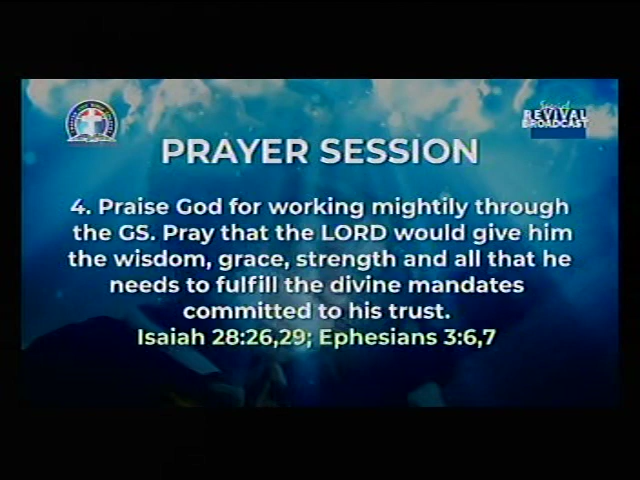 REVIVAL
BROADCAST
PRAYER SESSION
4. Praise God for working mightily through
the GS. Pray that the LORD would give him
the wisdom, grace, strength and all that he
needs to fulfill the divine mandates
committed to his trust.
Isaiah 28:26,29; Ephesians 3:6,7